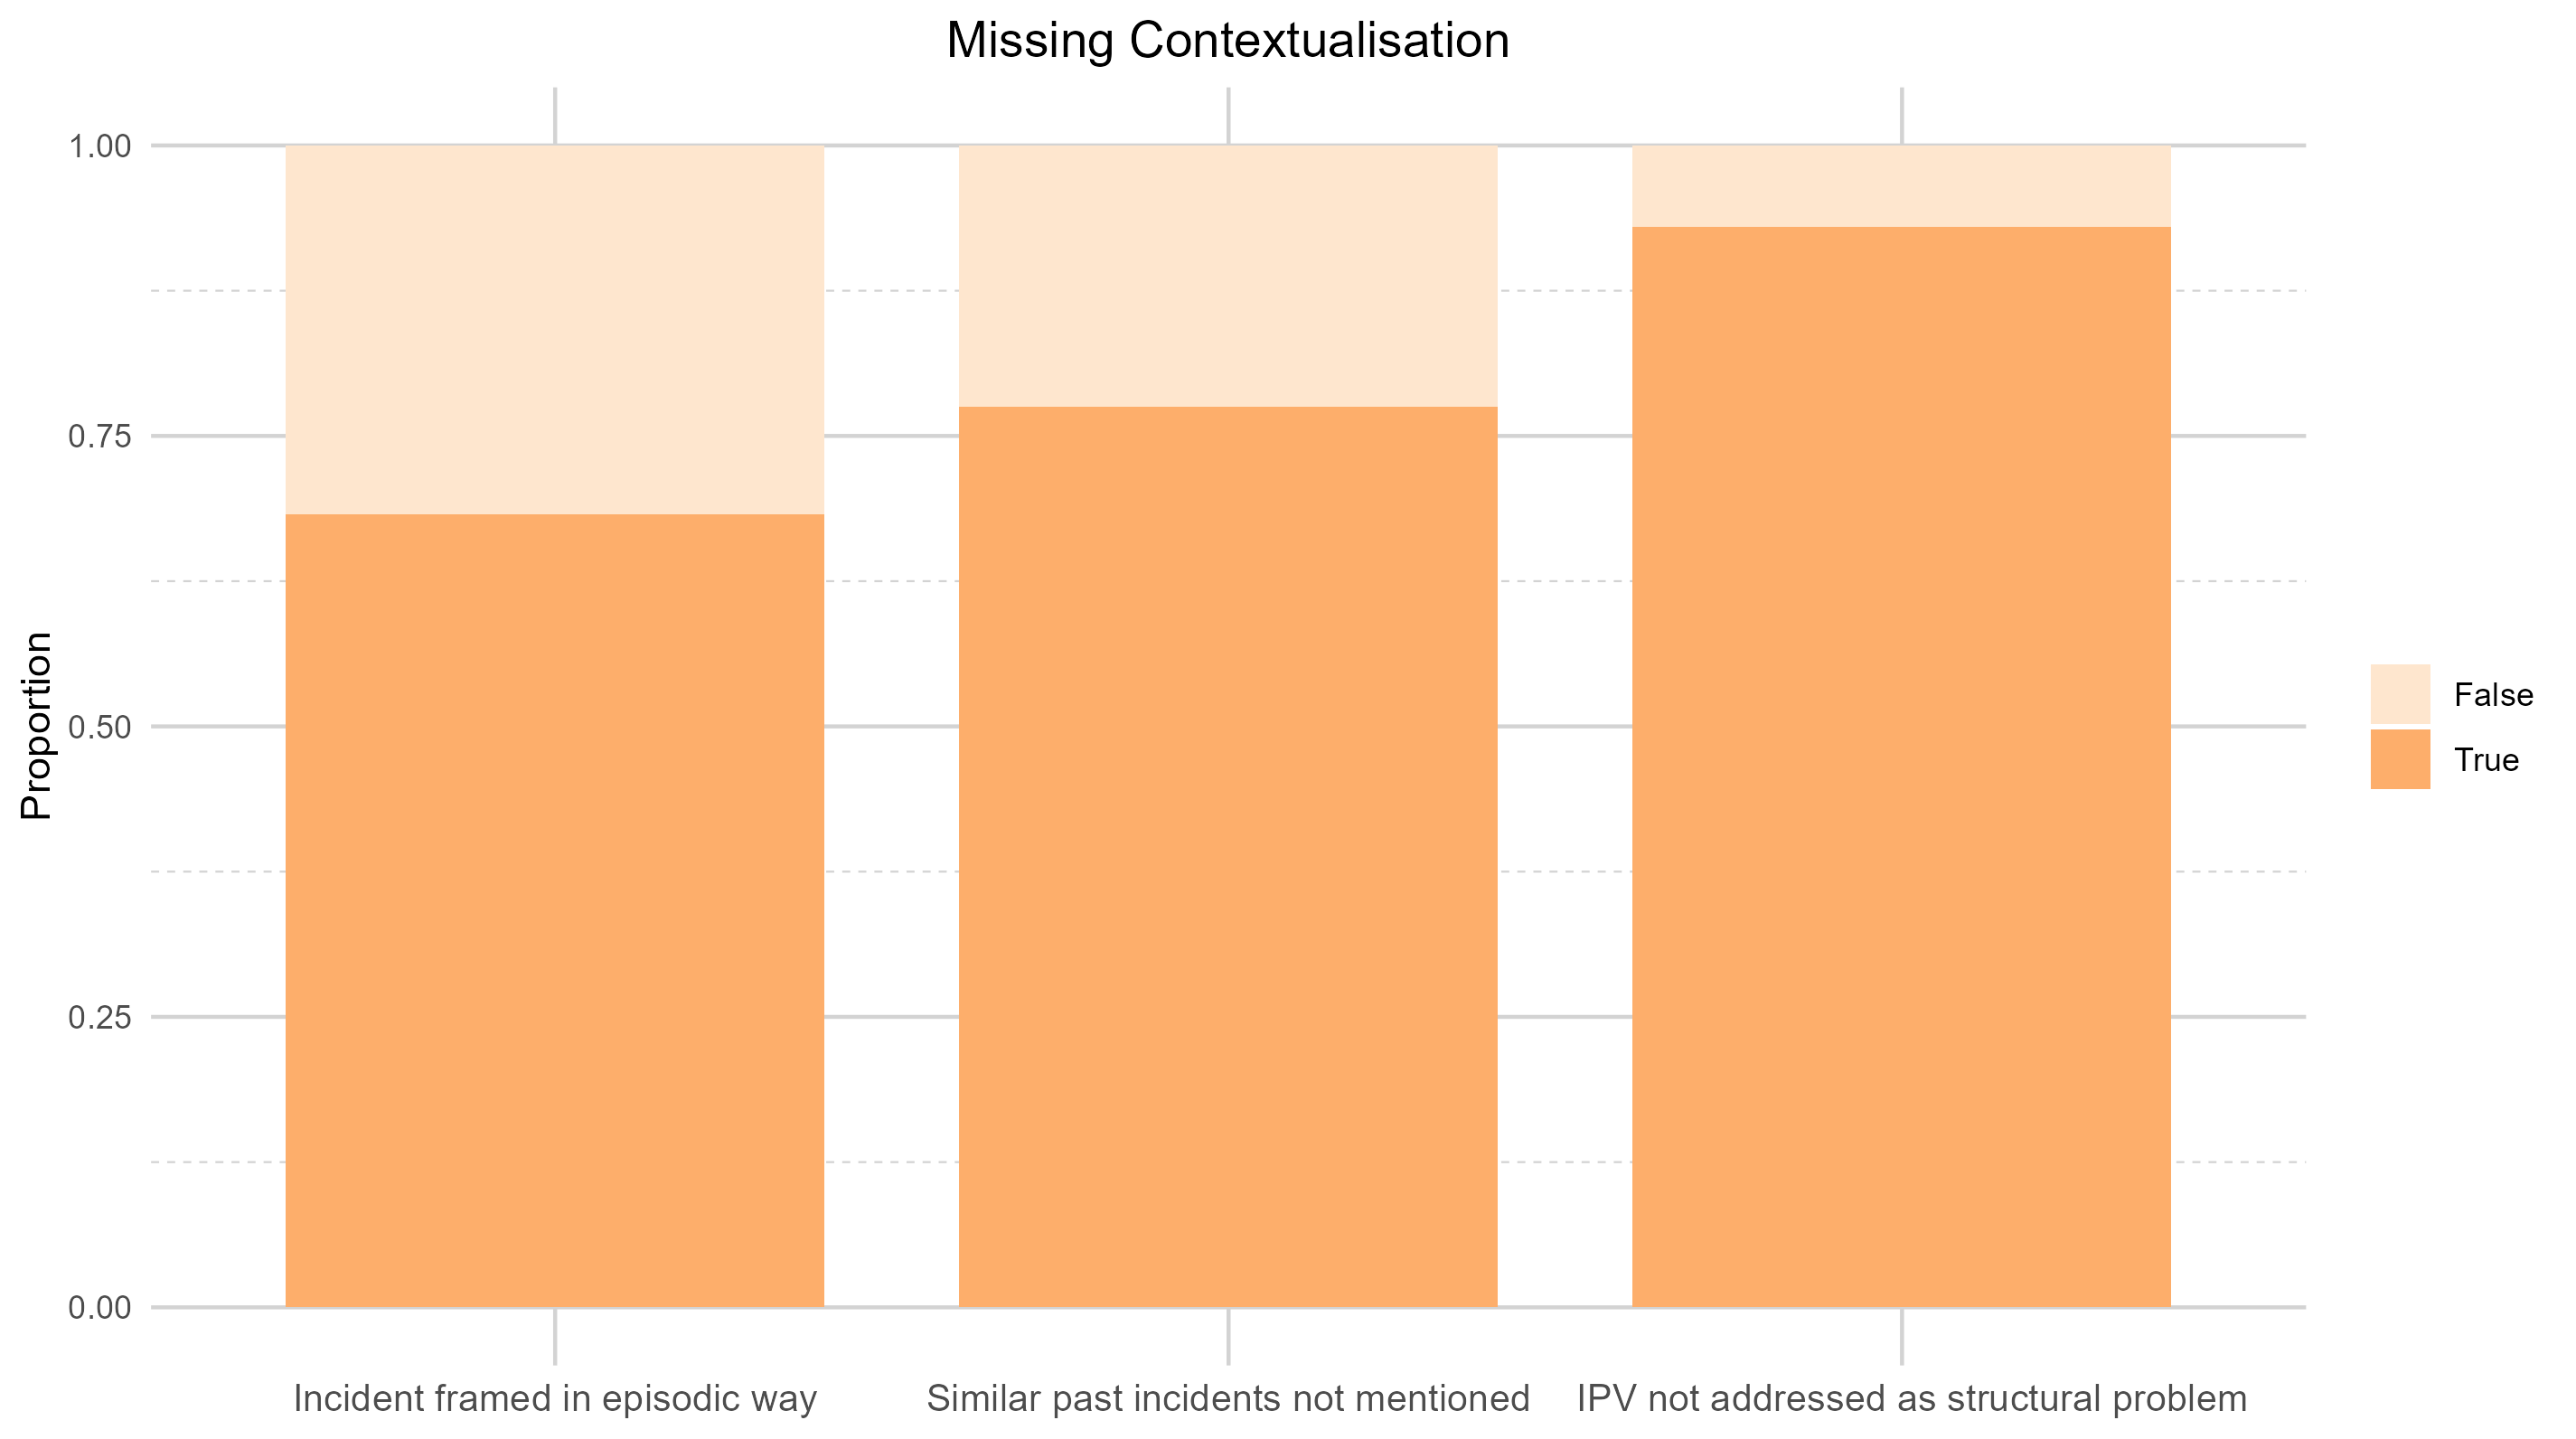 Missing Contextualisation
1.00
0.75
0.50
0.25
0.00
Proportion
Incident framed in episodic way
Similar past incidents not mentioned
IPV not addressed as structural problem
False
True